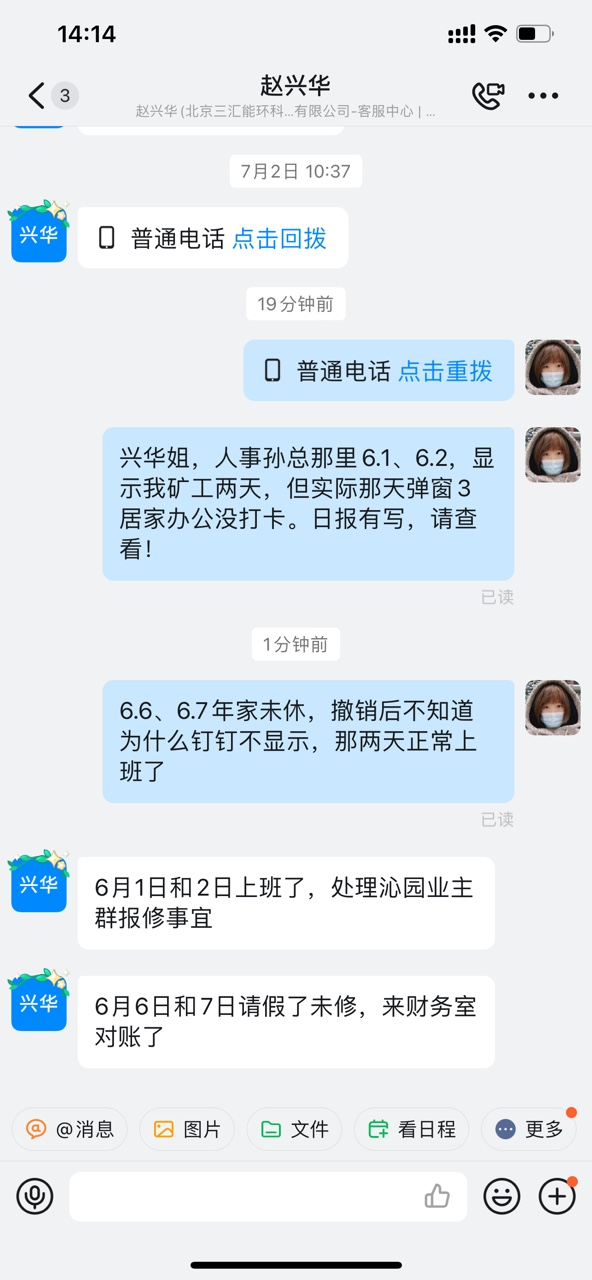 14:14
3
赵兴华
赵兴华(北京三汇能环科...有限公司-客服中心 | ...
7月2日 10:37
兴华
普通电话 点击回拨
19分钟前
普通电话 点击重拨
兴华姐，人事孙总那里6.1、6.2，显
示我矿工两天，但实际那天弹窗3
居家办公没打卡。日报有写，请查
看！
已读
1分钟前
6.6、6.7年家未休，撤销后不知道
为什么钉钉不显示，那两天正常上
班了
已读
兴华
6月1日和2日上班了，处理沁园业主
群报修事宜
兴华
6月6日和7日请假了未修，来财务室
对账了
@消息
图片
文件
看日程
更多